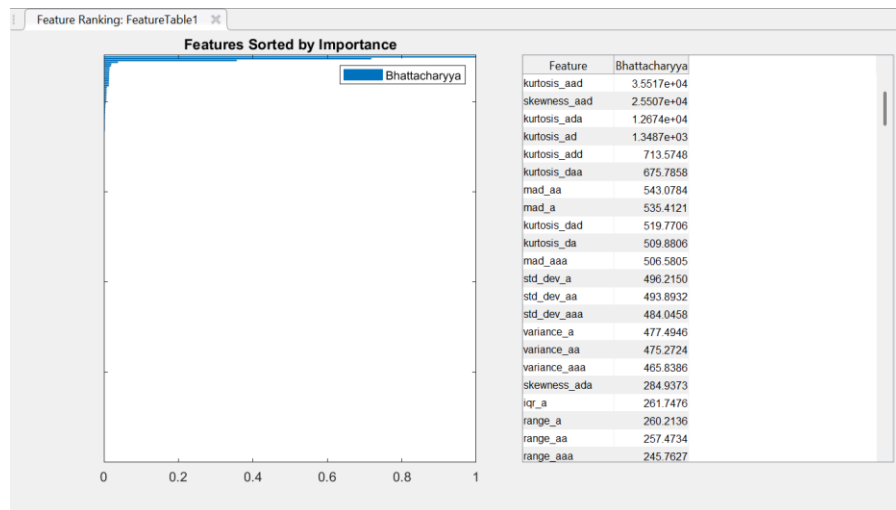 Feature Ranking: FeatureTable1
Features Sorted by Importance
Bhattacharyya
0 0.2 0.4 0.6 0.8 1
Feature Bhattacharyya
kurtosis_aad 3.5517e+04
skewness_aad 2.5507e+04
kurtosis_ada 1.2674e+04
kurtosis_ad 1.3487e+03
kurtosis_add 713.5748
kurtosis_daa 675.7858
mad_aa 543.0784
mad_a 535.4121
kurtosis_dad 519.7706
kurtosis_da 509.8806
mad_aaa 506.5805
std_dev_a 496.2150
std_dev_aa 493.8932
std_dev_aaa 484.0458
variance_a 477.4946
variance_aa 475.2724
variance_aaa 465.8386
skewness_ada 284.9373
iqr_a 261.7476
range_a 260.2136
range_aa 257.4734
range_aaa 245.7627